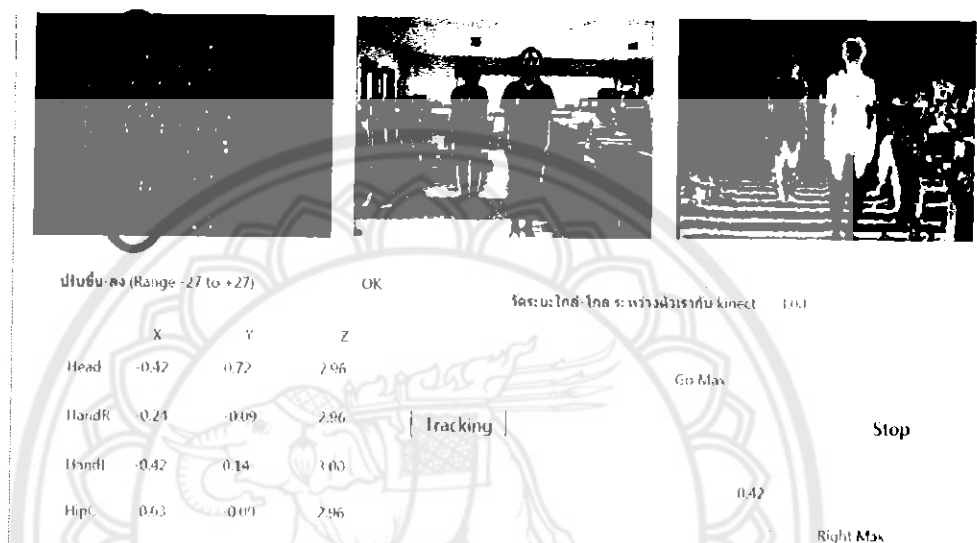 ปรับขึ้น-ลง (Range -27 to +27) OK
วัดระยะใกล้-ไกล ระหว่างตัวเรากับ kinect
X Y Z
Head -0.42 0.72 2.96
Go Max
HandR -0.24 -0.09 2.96
Tracking
Stop
HandL -0.42 0.14 3.00
0.42
HipC 0.63 -0.09 2.96
Right Max